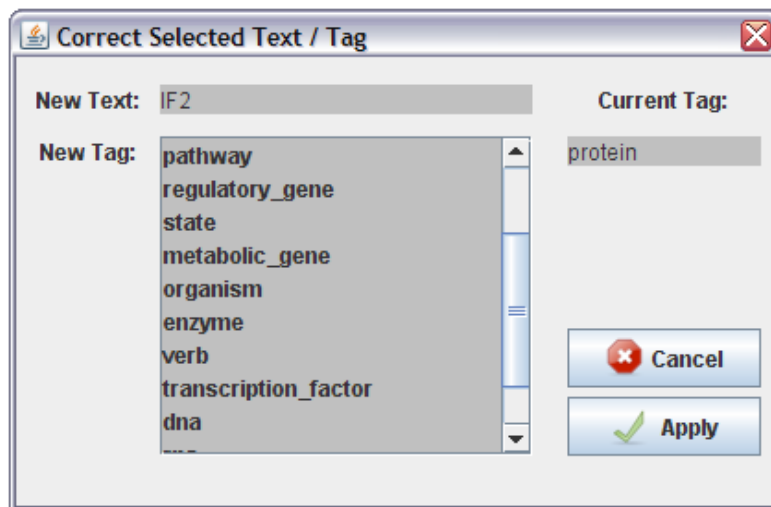 Correct Selected Text / Tag
New Text: IF2
Current Tag:
New Tag:
protein
pathway
regulatory_gene
state
metabolic_gene
organism
enzyme
verb
transcription_factor
dna
Cancel
Apply